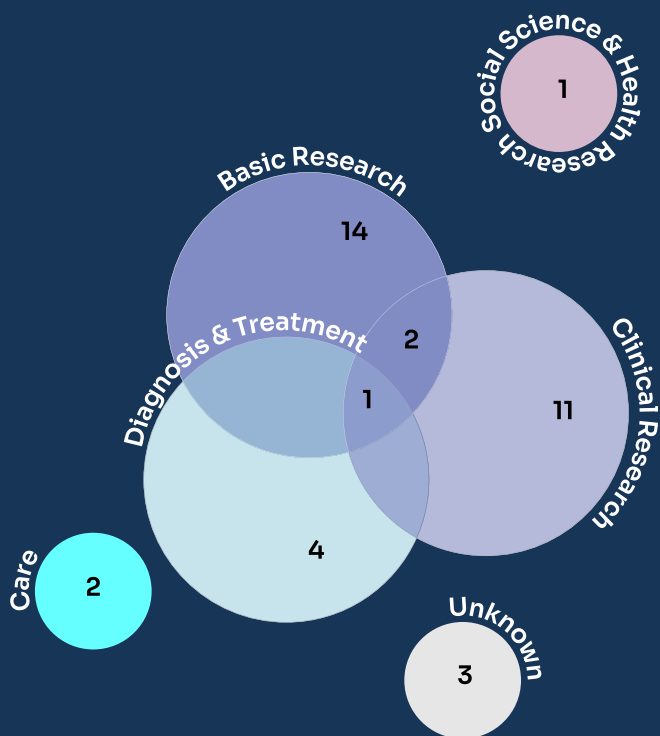 Social Science & Health Research
1
Basic Research
14
Diagnosis & Treatment
2
1
Clinical Research
11
4
Care
2
Unknown
3